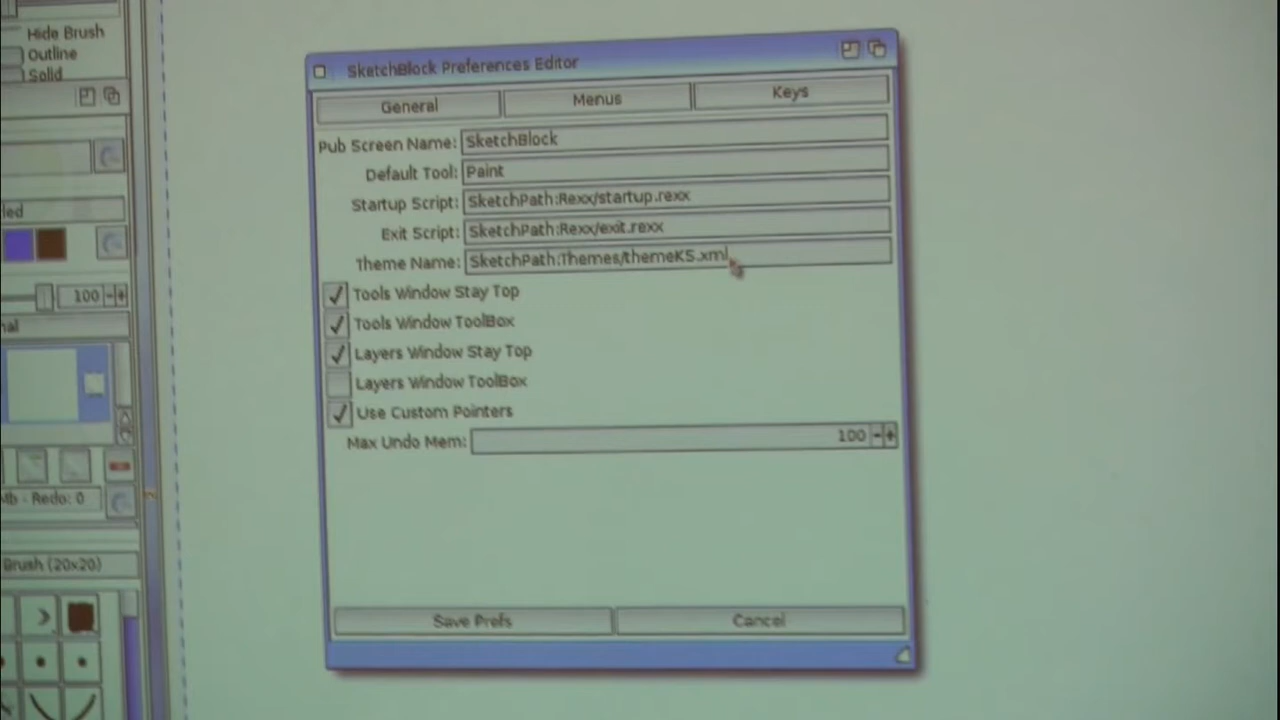 Hide Brush
Outline
Solid
led
100
nal
Mb - Redo: 0
Brush (20x20)
SketchBlock Preferences Editor
General
Menus
Keys
Pub Screen Name: SketchBlock
Default Tool: Paint
Startup Script: SketchPath:Rexx/startup.rexx
Exit Script: SketchPath:Rexx/exit.rexx
Theme Name: SketchPath:Themes/themeKS.xml
Tools Window Stay Top
Tools Window ToolBox
Layers Window Stay Top
Layers Window ToolBox
Use Custom Pointers
Max Undo Mem: 100
Save Prefs
Cancel